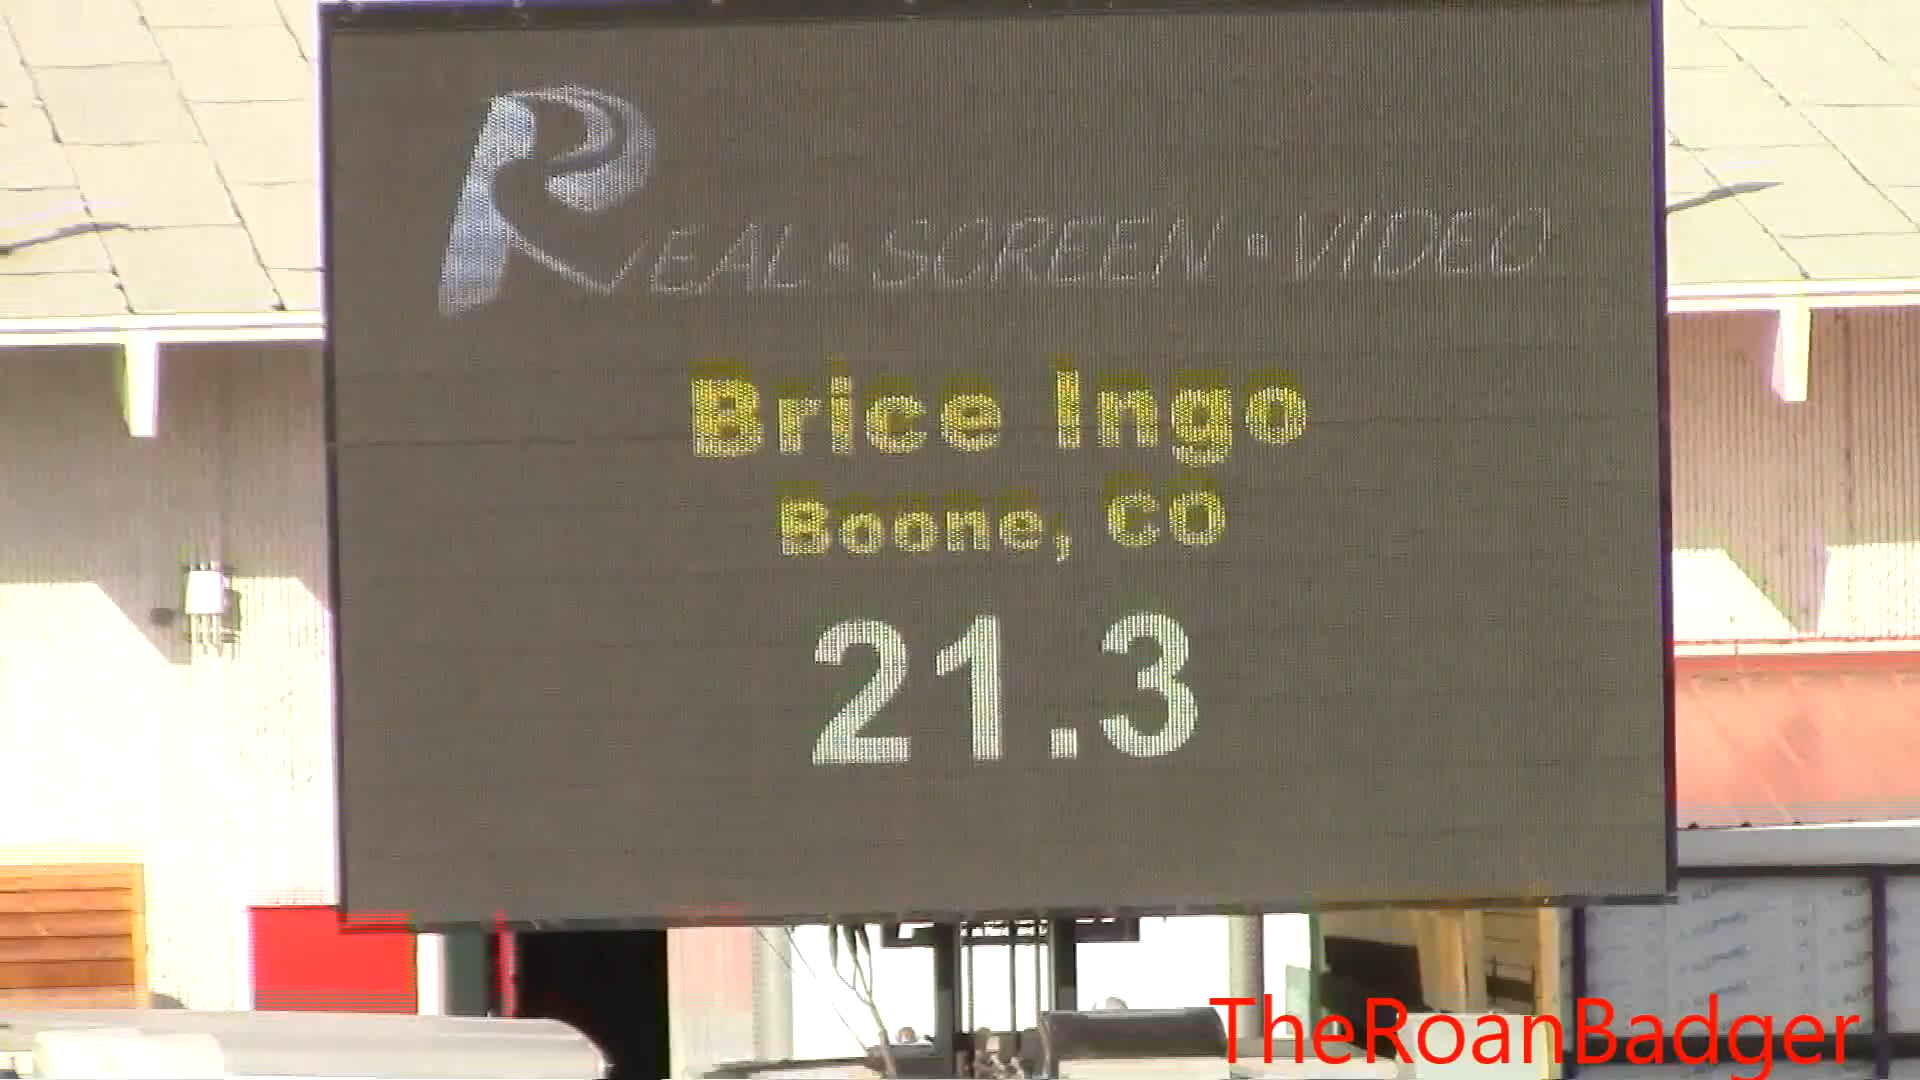 REAL • SCREEN • VIDEO
Brice Ingo
Boone, CO
21.3
TheRoanBadger